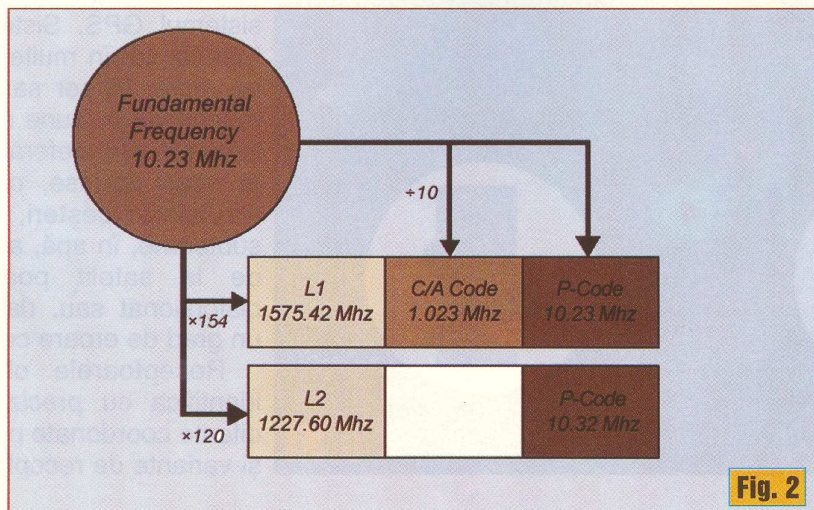 Fundamental
Frequency
10.23 Mhz
÷10
×154
L1
1575.42 Mhz
C/A Code
1.023 Mhz
P-Code
10.23 Mhz
×120
L2
1227.60 Mhz
P-Code
10.32 Mhz
Fig. 2